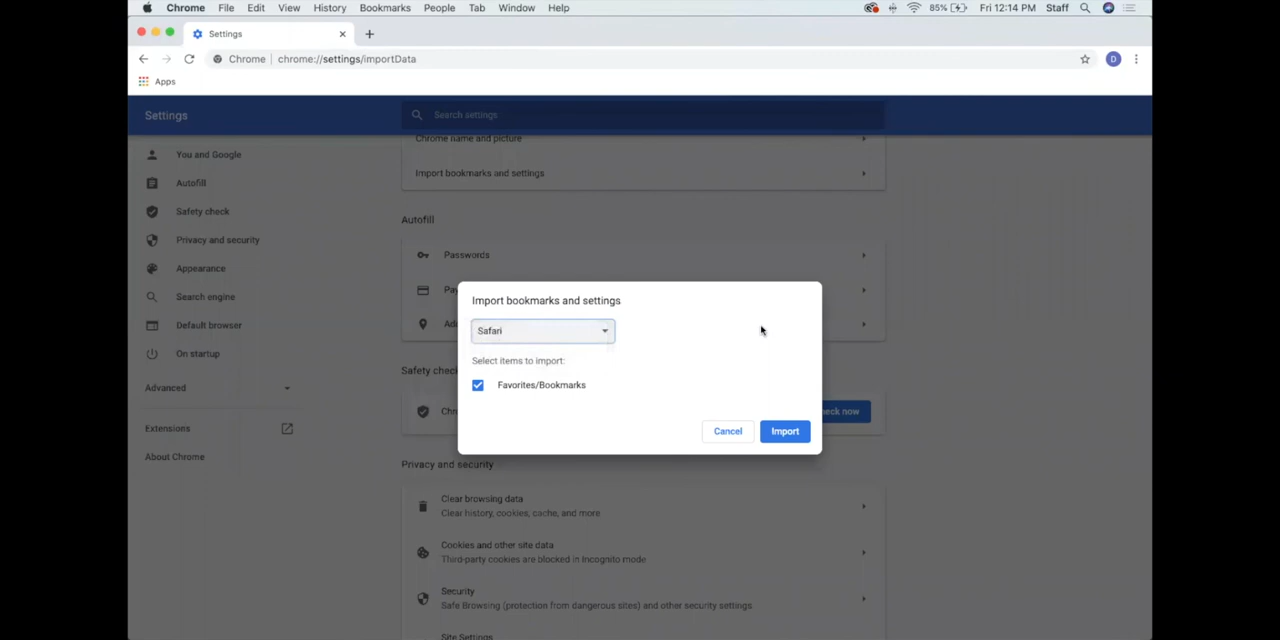 Chrome File Edit View History Bookmarks People Tab Window Help 85% Fri 12:14 PM Staff
Settings
Chrome chrome://settings/importData D
Apps
Settings Search settings
Chrome name and picture
You and Google
Import bookmarks and settings
Autofill
Safety check
Autofill
Privacy and security
Passwords
Appearance
Search engine
Import bookmarks and settings
Default browser
Safari
On startup
Select items to import:
Safety check
Favorites/Bookmarks
Advanced
Extensions
Cancel Import
About Chrome
Privacy and security
Clear browsing data
Clear history, cookies, cache, and more
Cookies and other site data
Third-party cookies are blocked in Incognito mode
Security
Safe Browsing (protection from dangerous sites) and other security settings
Site Settings